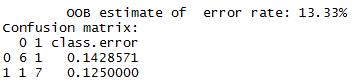 OOB estimate of  error rate: 13.33%
Confusion matrix:
  0 1 class.error
0 6 1   0.1428571
1 1 7   0.1250000